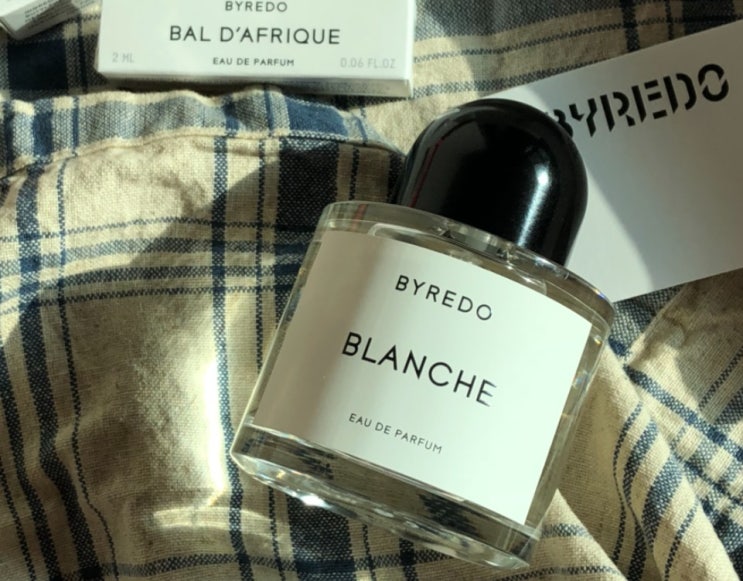 BYREDO
BAL D'AFRIQUE
2 ML EAU DE PARFUM 0.06 FL.OZ
BYREDO
BYREDO
BLANCHE
EAU DE PARFUM